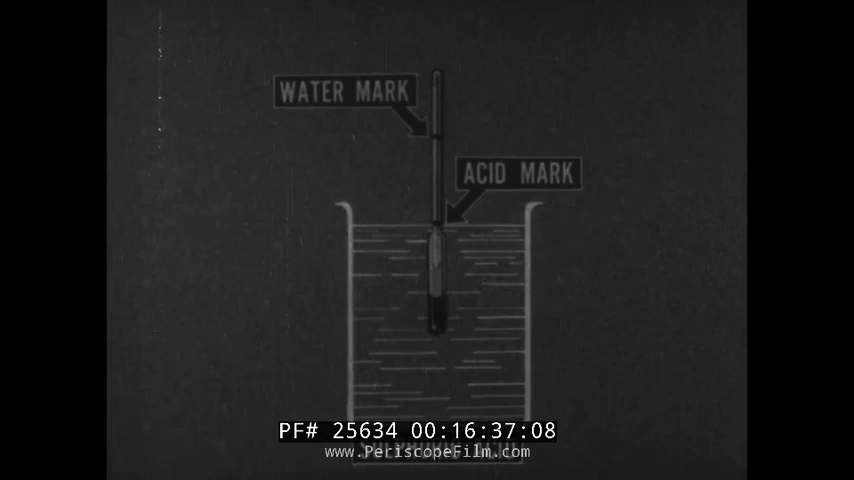 WATER MARK
ACID MARK
PF# 25634 00:16:37:08
www.PeriscopeFilm.com